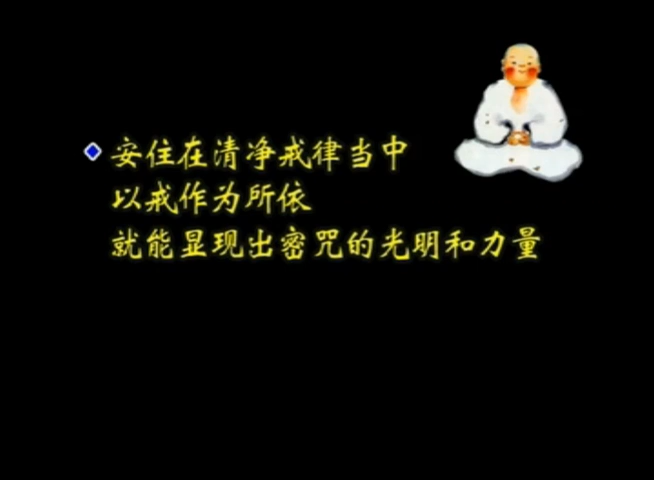 安住在清净戒律当中
以戒作为所依
就能显现出密咒的光明和力量